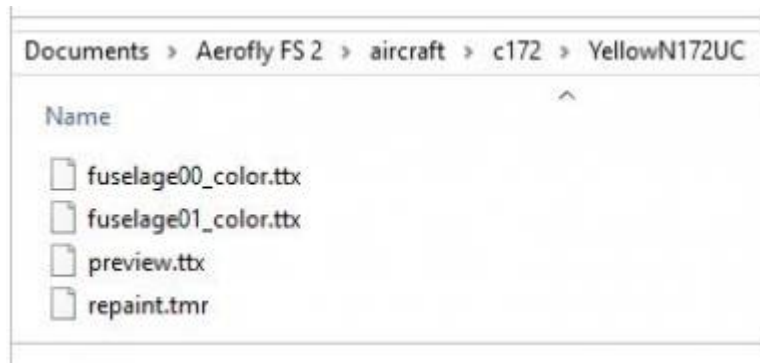 Documents > Aerofly FS 2 > aircraft > c172 > YellowN172UC
Name
fuselage00_color.ttx
fuselage01_color.ttx
preview.ttx
repaint.tmr